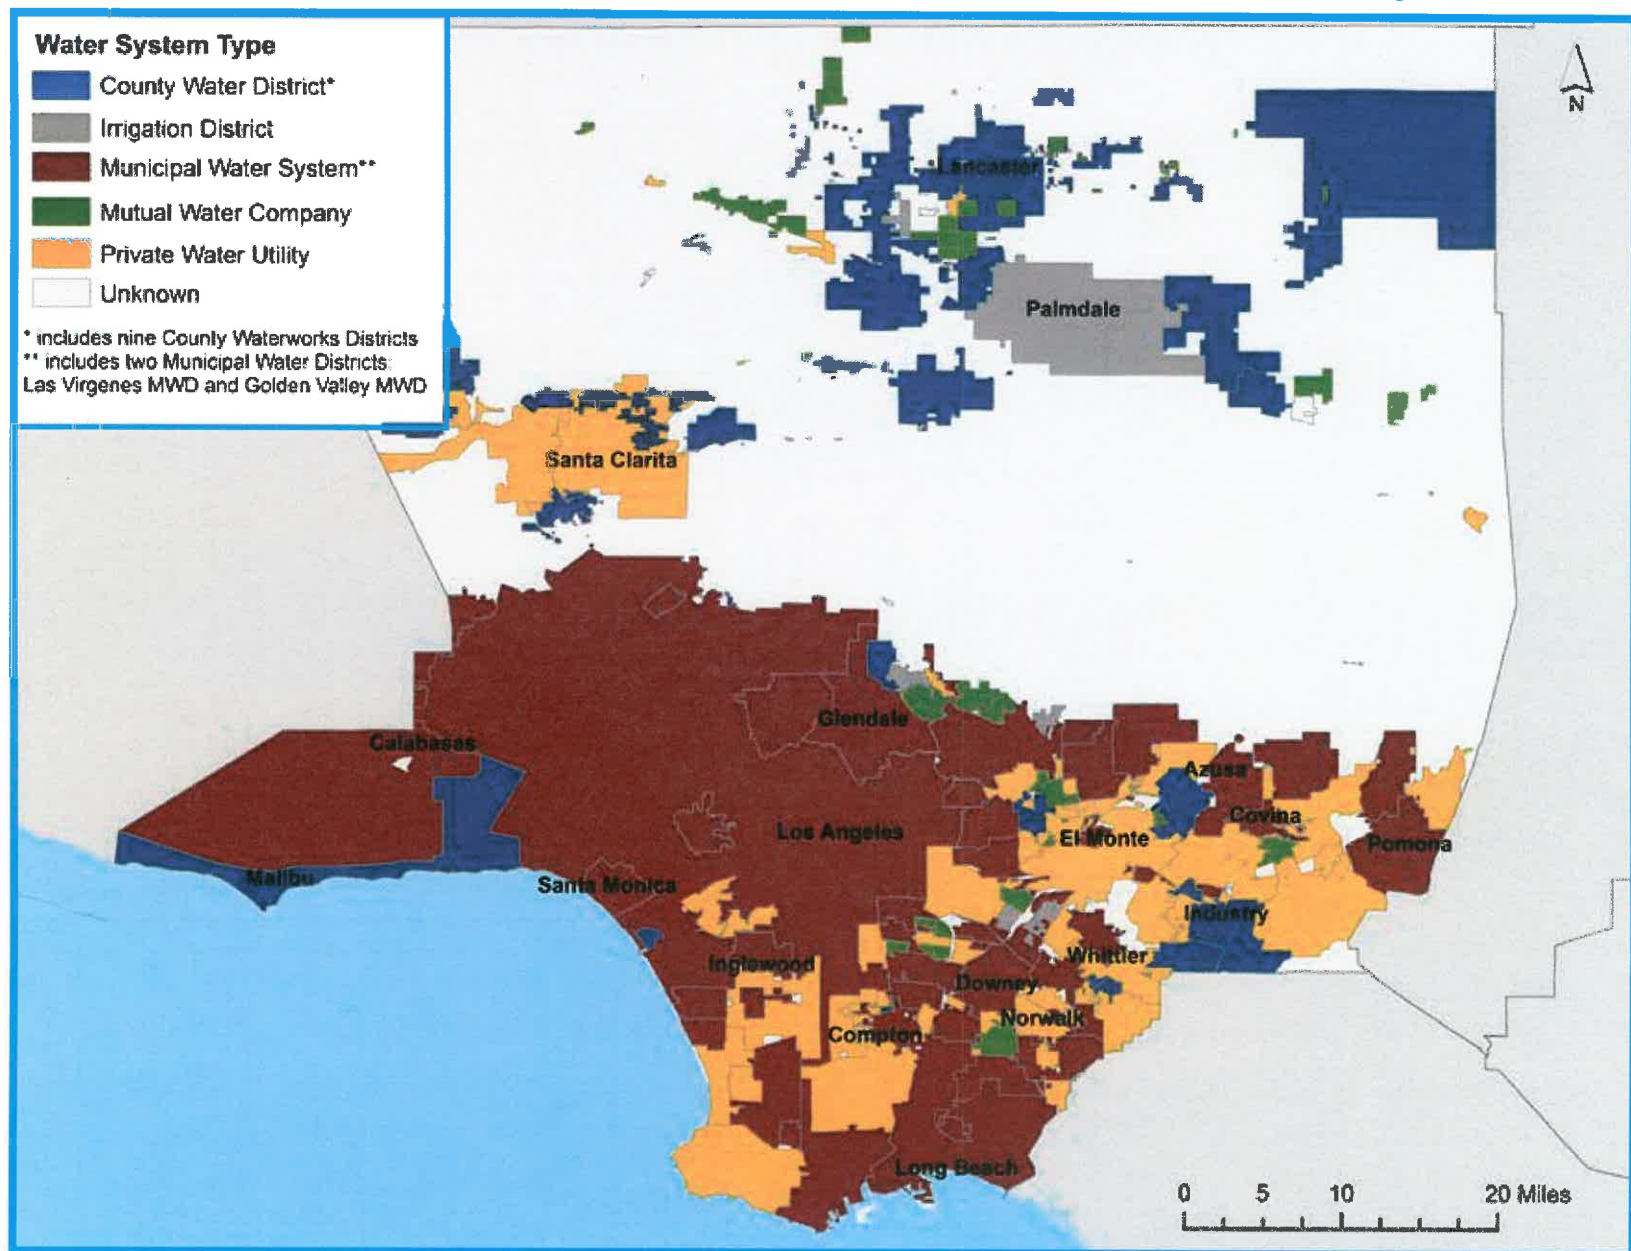 Water System Type
County Water District*
Irrigation District
Municipal Water System**
Mutual Water Company
Private Water Utility
Unknown
* includes nine County Waterworks Districts
** includes two Municipal Water Districts:
Las Virgenes MWD and Golden Valley MWD
N
Lancaster
Palmdale
Santa Clarita
Glendale
Calabasas
Azusa
Covina
Los Angeles
El Monte
Pomona
Malibu
Santa Monica
Industry
Whittier
Inglewood
Downey
Norwalk
Compton
Long Beach
0 5 10 20 Miles